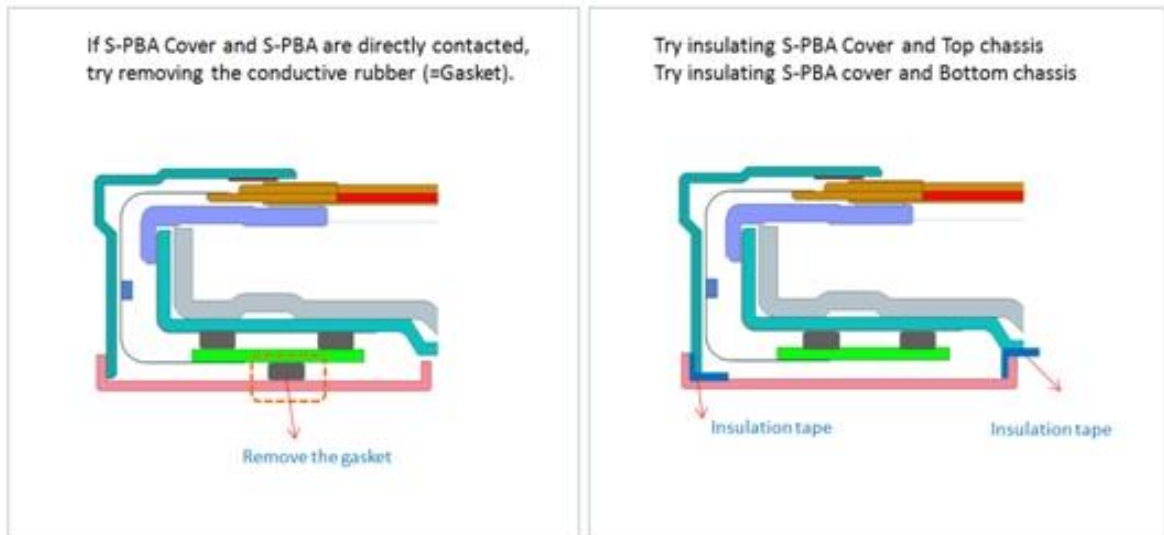 If S-PBA Cover and S-PBA are directly contacted,
try removing the conductive rubber (=Gasket).
Remove the gasket
Try insulating S-PBA Cover and Top chassis
Try insulating S-PBA cover and Bottom chassis
Insulation tape
Insulation tape